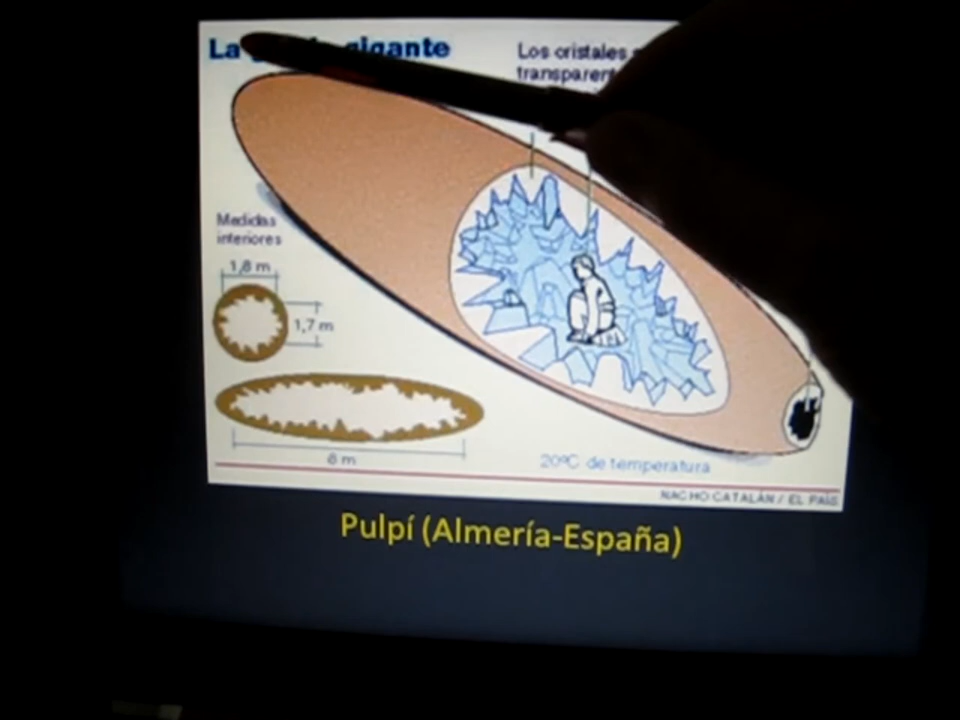 La gigante
Los cristales
transparent
Medidas
interiores
1,8 m
1,7 m
8 m
20ºC de temperatura
NACHO CATALÁN / EL PAÍS
Pulpí (Almería-España)